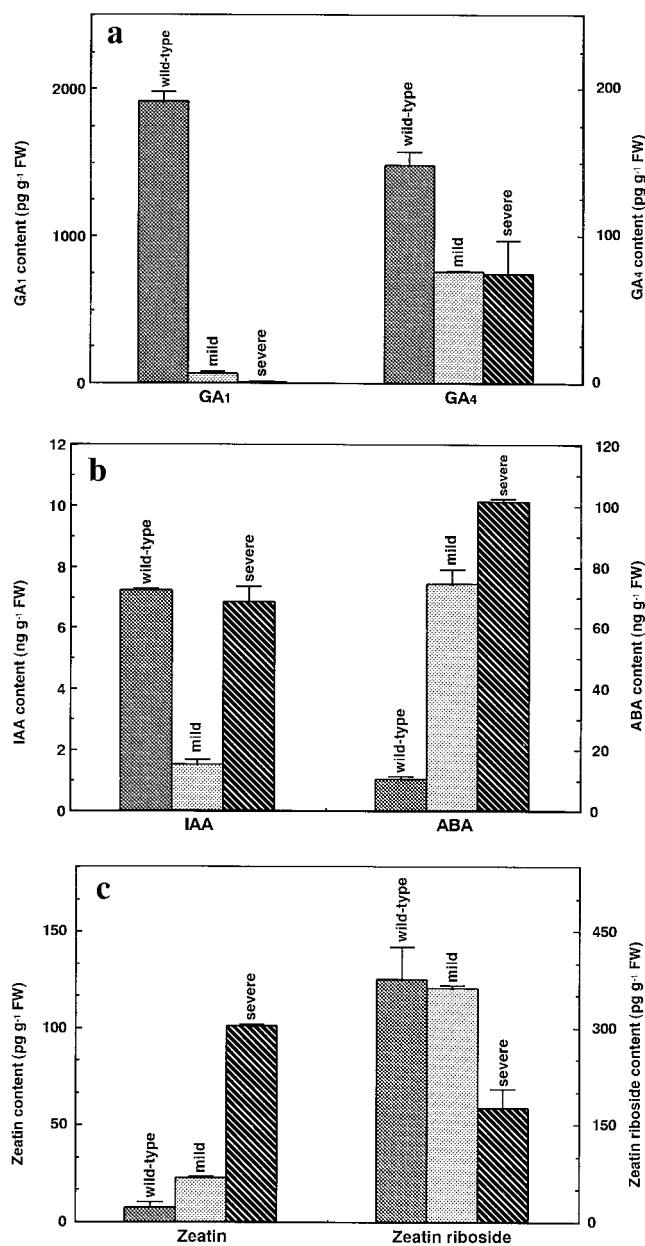 a
wild-type
wild-type
mild
severe
mild
severe
2000
1000
0
200
100
0
GA1 content (pg g-1 FW)
GA4 content (pg g-1 FW)
GA1
GA4
b
wild-type
mild
severe
wild-type
mild
severe
12
10
8
6
4
2
0
120
100
80
60
40
20
0
IAA content (ng g-1 FW)
ABA content (ng g-1 FW)
IAA
ABA
c
wild-type
mild
severe
wild-type
mild
severe
150
100
50
0
450
300
150
0
Zeatin content (pg g-1 FW)
Zeatin riboside content (pg g-1 FW)
Zeatin
Zeatin riboside